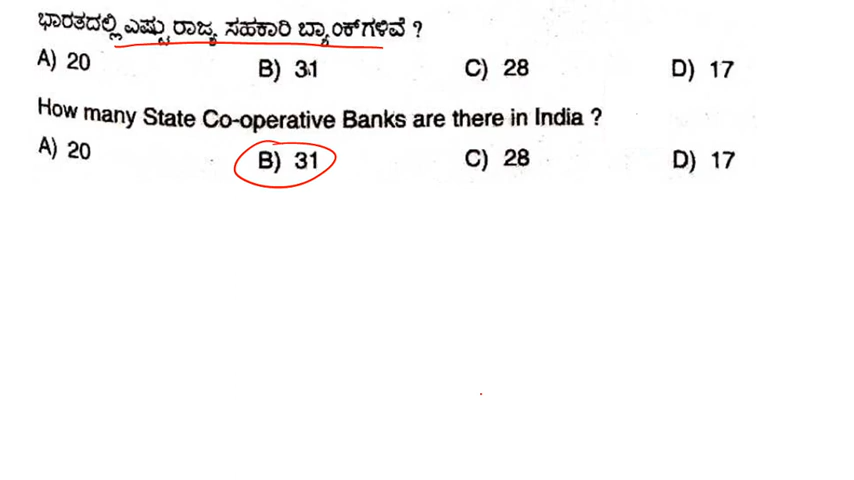 ಭಾರತದಲ್ಲಿ ಎಷ್ಟು ರಾಜ್ಯ ಸಹಕಾರಿ ಬ್ಯಾಂಕ್‌ಗಳಿವೆ ?
A) 20 B) 31 C) 28 D) 17
How many State Co-operative Banks are there in India ?
A) 20 B) 31 C) 28 D) 17